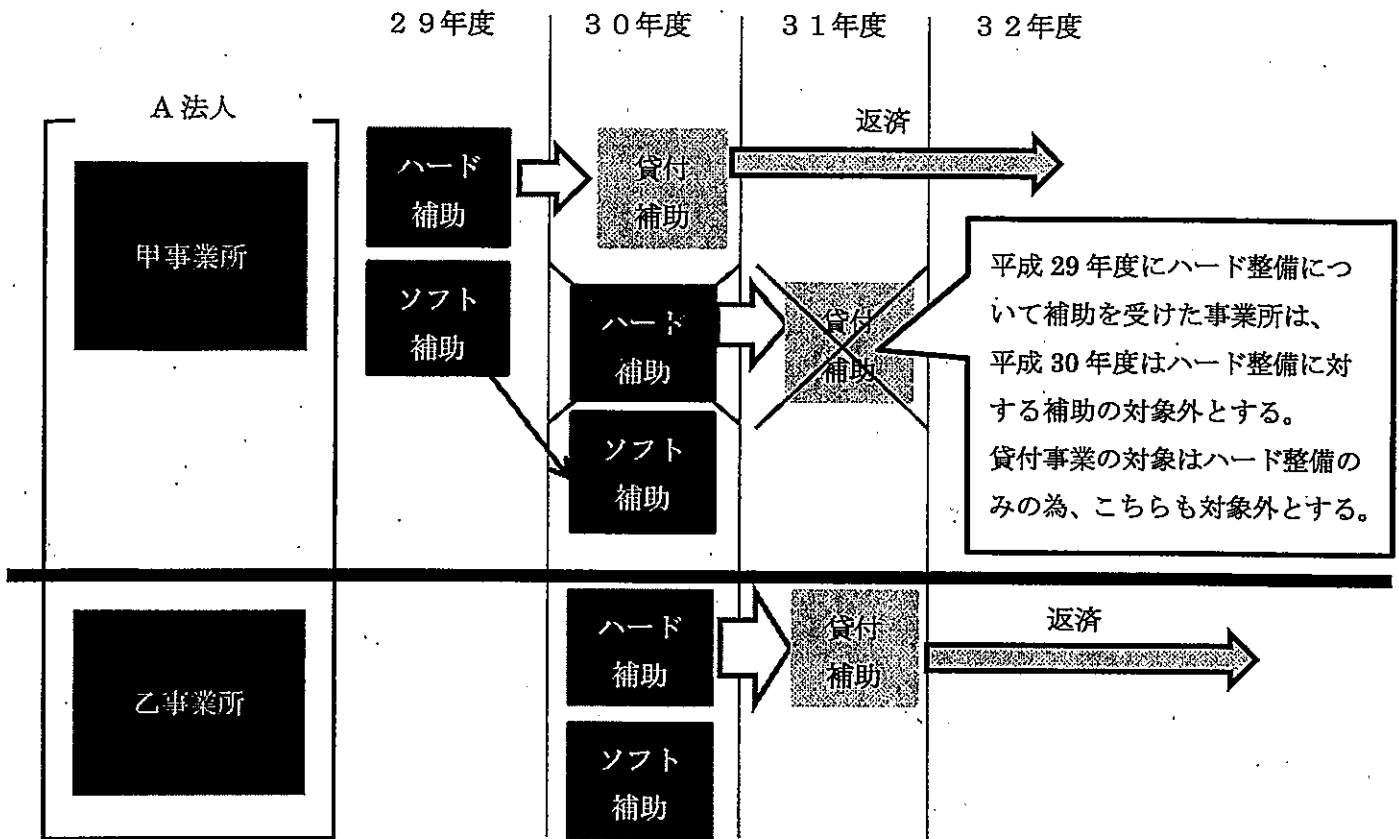 ２９年度
３０年度
３１年度
３２年度
A 法人
甲事業所
ハード
補助
貸付
補助
返済
ソフト
補助
ハード
補助
貸付
補助
ソフト
補助
平成 29 年度にハード整備につ
いて補助を受けた事業所は、
平成 30 年度はハード整備に対
する補助の対象外とする。
貸付事業の対象はハード整備の
みの為、こちらも対象外とする。
乙事業所
ハード
補助
貸付
補助
返済
ソフト
補助